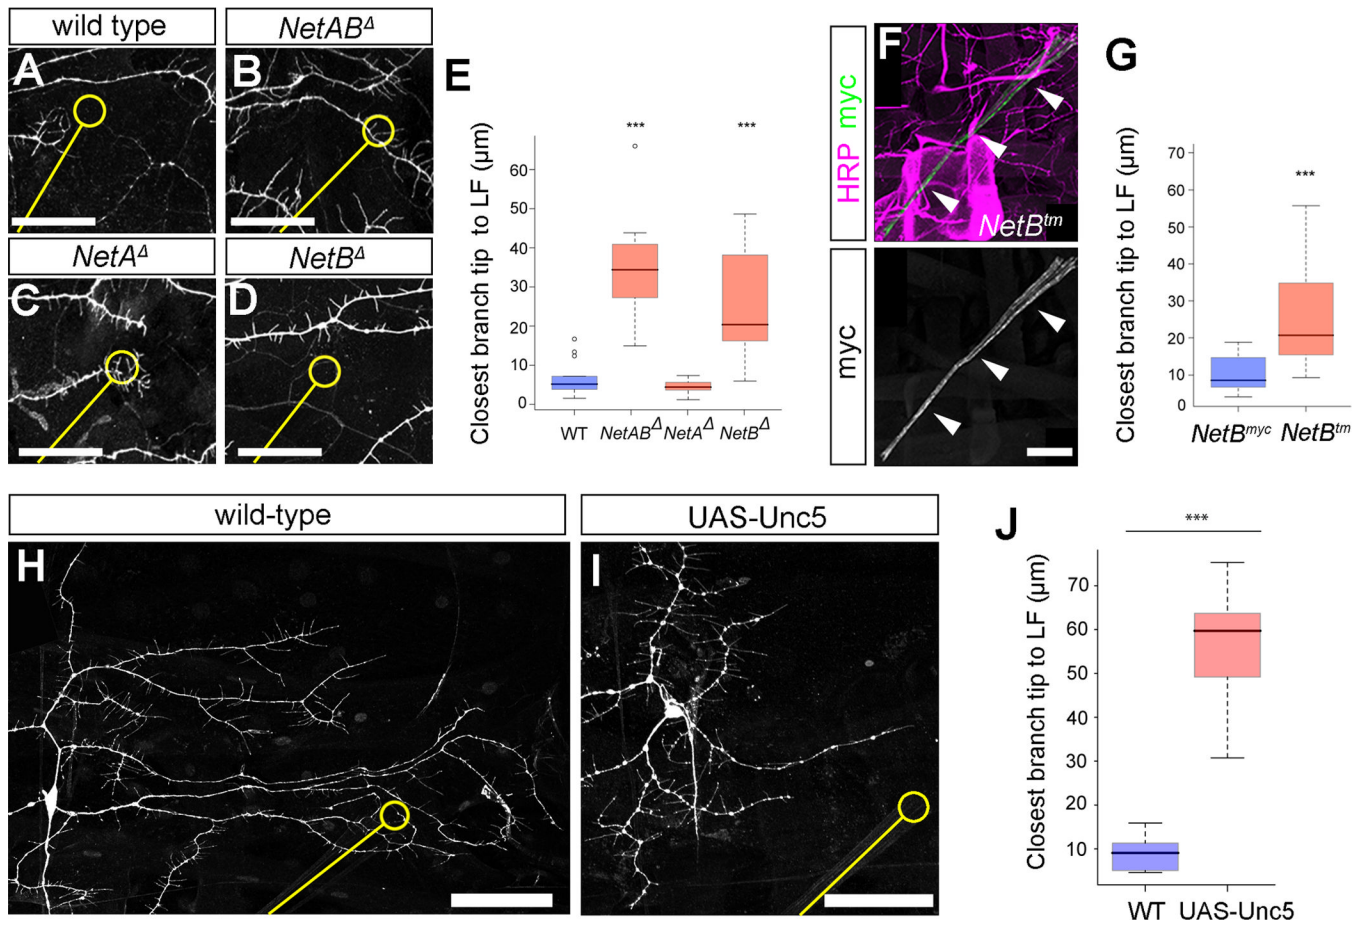 wild type
NetABΔ
A
B
NetAΔ
NetBΔ
C
D
E
Closest branch tip to LF (µm)
60
50
40
30
20
10
0
***
***
WT
NetABΔ
NetAΔ
NetBΔ
HRP myc
F
NetBtm
myc
G
Closest branch tip to LF (µm)
70
60
50
40
30
20
10
0
***
NetBmyc
NetBtm
wild-type
UAS-Unc5
H
I
J
Closest branch tip to LF (µm)
70
60
50
40
30
20
10
***
WT
UAS-Unc5